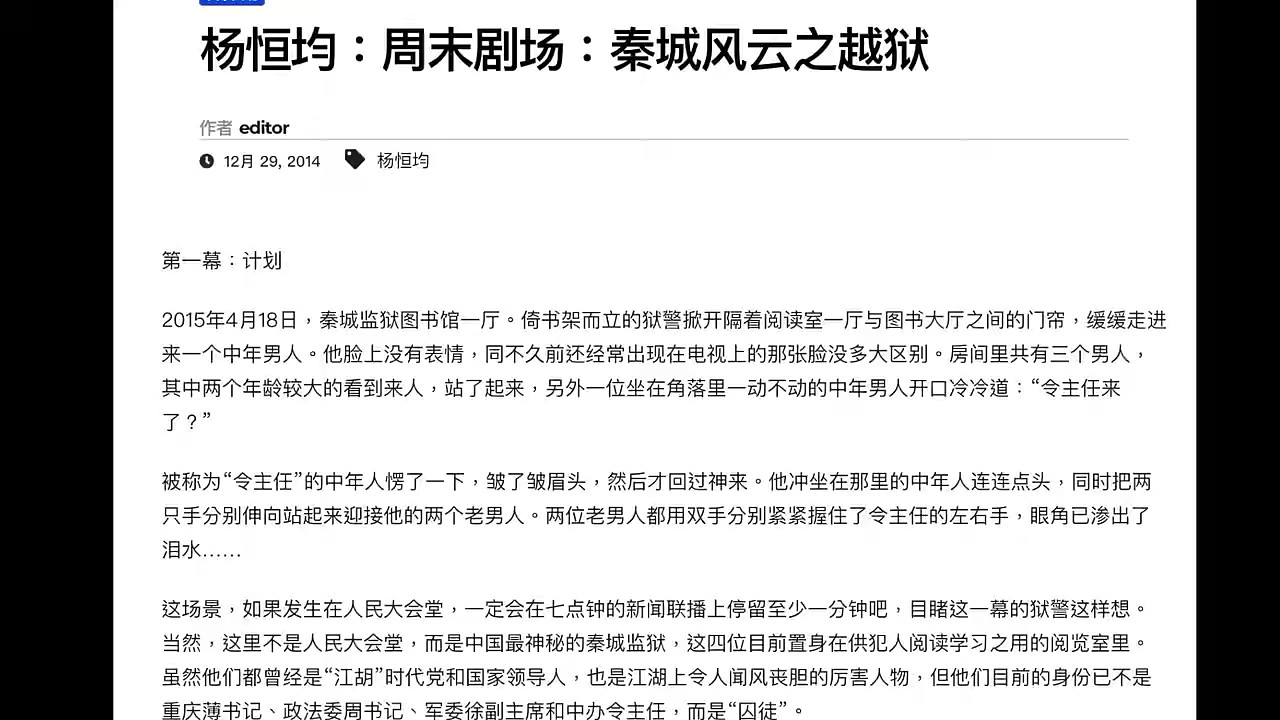 杨恒均：周末剧场：秦城风云之越狱
作者 editor
12月 29, 2014 杨恒均
第一幕：计划
2015年4月18日，秦城监狱图书馆一厅。倚书架而立的狱警掀开隔着阅读室一厅与图书大厅之间的门帘，缓缓走进
来一个中年男人。他脸上没有表情，同不久前还经常出现在电视上的那张脸没多大区别。房间里共有三个男人，
其中两个年龄较大的看到来人，站了起来，另外一位坐在角落里一动不动的中年男人开口冷冷道：“令主任来
了？”
被称为“令主任”的中年人愣了一下，皱了皱眉头，然后才回过神来。他冲坐在那里的中年人连连点头，同时把两
只手分别伸向站起来迎接他的两个老男人。两位老男人都用双手分别紧紧握住了令主任的左右手，眼角已渗出了
泪水……
这场景，如果发生在人民大会堂，一定会在七点钟的新闻联播上停留至少一分钟吧，目睹这一幕的狱警这样想。
当然，这里不是人民大会堂，而是中国最神秘的秦城监狱，这四位目前置身在供犯人阅读学习之用的阅览室里。
虽然他们都曾经是“江胡”时代党和国家领导人，也是江湖上令人闻风丧胆的厉害人物，但他们目前的身份已不是
重庆薄书记、政法委周书记、军委徐副主席和中办令主任，而是“囚徒”。